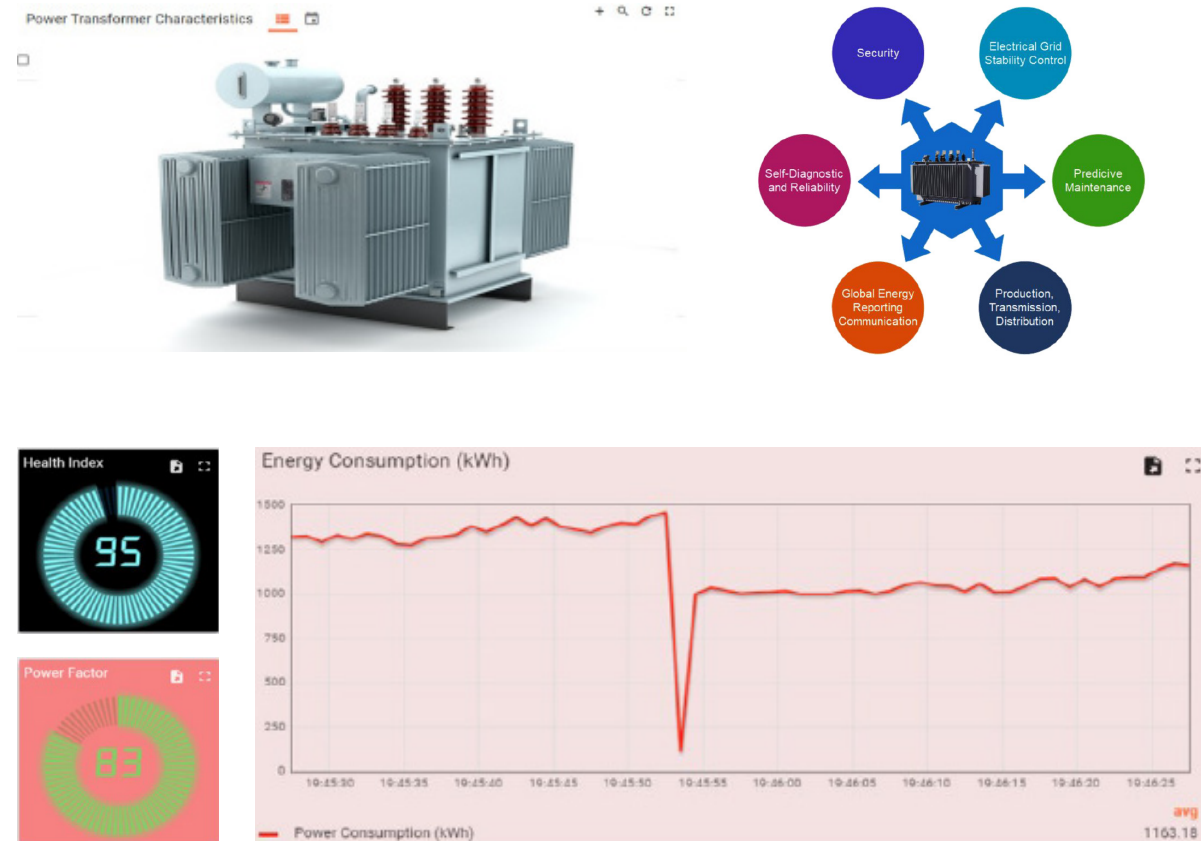 Power Transformer Characteristics
Security
Electrical Grid
Stability Control
Self-Diagnostic
and Reliability
Predicive
Maintenance
Global Energy
Reporting
Communication
Production,
Transmission,
Distribution
Health Index
95
Power Factor
83
Energy Consumption (kWh)
1500
1250
1000
750
500
250
0
19:45:30 19:45:35 19:45:40 19:45:45 19:45:50 19:45:55 19:46:00 19:46:05 19:46:10 19:46:15 19:46:20 19:46:25
avg
Power Consumption (kWh) 1163.18